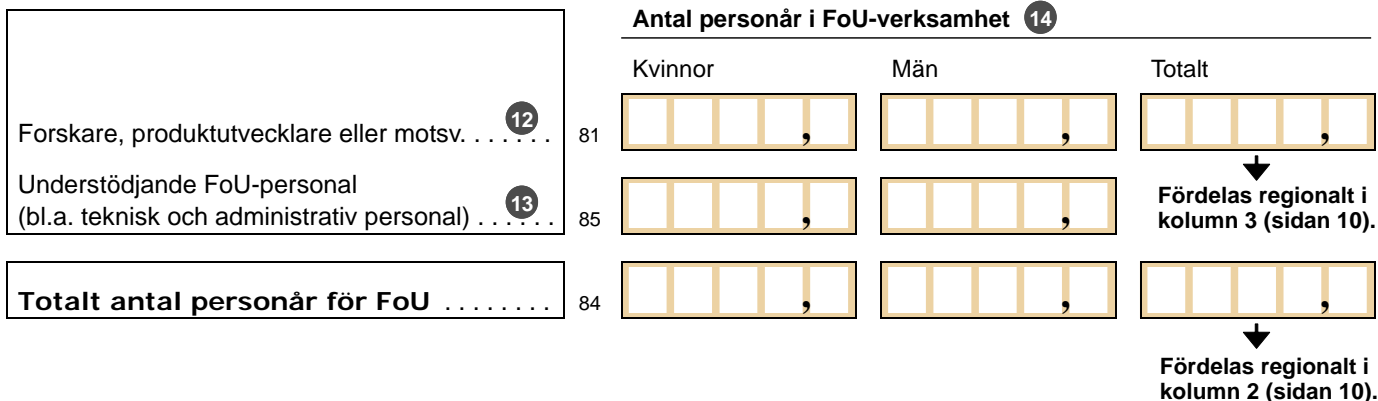 Antal personår i FoU-verksamhet 14
Kvinnor Män Totalt
Forskare, produktutvecklare eller motsv. . . . . . . 12 81 , , ,
Understödjande FoU-personal
(bl.a. teknisk och administrativ personal) . . . . . . 13 85 , ,
Fördelas regionalt i
kolumn 3 (sidan 10).
Totalt antal personår för FoU . . . . . . . . 84 , , ,
Fördelas regionalt i
kolumn 2 (sidan 10).